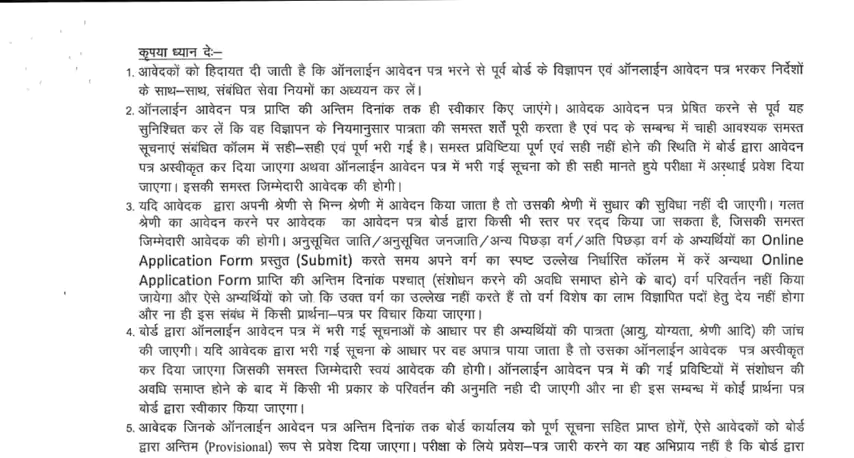 कृपया ध्यान देः–
1. आवेदकों को हिदायत दी जाती है कि ऑनलाईन आवेदन पत्र भरने से पूर्व बोर्ड के विज्ञापन एवं ऑनलाईन आवेदन पत्र भरकर निर्देशों
के साथ–साथ, संबंधित सेवा नियमों का अध्ययन कर लें।
2. ऑनलाईन आवेदन पत्र प्राप्ति की अन्तिम दिनांक तक ही स्वीकार किए जाएंगे। आवेदक आवेदन पत्र प्रेषित करने से पूर्व यह
सुनिश्चित कर लें कि वह विज्ञापन के नियमानुसार पात्रता की समस्त शर्तें पूरी करता है एवं पद के सम्बन्ध में चाही आवश्यक समस्त
सूचनाएं संबंधित कॉलम में सही–सही एवं पूर्ण भरी गई है। समस्त प्रविष्टिया पूर्ण एवं सही नहीं होने की स्थिति में बोर्ड द्वारा आवेदन
पत्र अस्वीकृत कर दिया जाएगा अथवा ऑनलाईन आवेदन पत्र में भरी गई सूचना को ही सही मानते हुये परीक्षा में अस्थाई प्रवेश दिया
जाएगा। इसकी समस्त जिम्मेदारी आवेदक की होगी।
3. यदि आवेदक द्वारा अपनी श्रेणी से भिन्न श्रेणी में आवेदन किया जाता है तो उसकी श्रेणी में सुधार की सुविधा नहीं दी जाएगी। गलत
श्रेणी का आवेदन करने पर आवेदक का आवेदन पत्र बोर्ड द्वारा किसी भी स्तर पर रद्द किया जा सकता है, जिसकी समस्त
जिम्मेदारी आवेदक की होगी। अनुसूचित जाति/अनुसूचित जनजाति/अन्य पिछड़ा वर्ग/अति पिछड़ा वर्ग के अभ्यर्थियों का Online
Application Form प्रस्तुत (Submit) करते समय अपने वर्ग का स्पष्ट उल्लेख निर्धारित कॉलम में करें अन्यथा Online
Application Form प्राप्ति की अन्तिम दिनांक पश्चात् (संशोधन करने की अवधि समाप्त होने के बाद) वर्ग परिवर्तन नहीं किया
जायेगा और ऐसे अभ्यर्थियों को जो कि उक्त वर्ग का उल्लेख नहीं करते हैं तो वर्ग विशेष का लाभ विज्ञापित पदों हेतु देय नहीं होगा
और ना ही इस संबंध में किसी प्रार्थना–पत्र पर विचार किया जाएगा।
4. बोर्ड द्वारा ऑनलाईन आवेदन पत्र में भरी गई सूचनाओं के आधार पर ही अभ्यर्थियों की पात्रता (आयु, योग्यता, श्रेणी आदि) की जांच
की जाएगी। यदि आवेदक द्वारा भरी गई सूचना के आधार पर वह अपात्र पाया जाता है तो उसका ऑनलाईन आवेदक पत्र अस्वीकृत
कर दिया जाएगा जिसकी समस्त जिम्मेदारी स्वयं आवेदक की होगी। ऑनलाईन आवेदन पत्र में की गई प्रविष्टियों में संशोधन की
अवधि समाप्त होने के बाद में किसी भी प्रकार के परिवर्तन की अनुमति नही दी जाएगी और ना ही इस सम्बन्ध में कोई प्रार्थना पत्र
बोर्ड द्वारा स्वीकार किया जाएगा।
5. आवेदक जिनके ऑनलाईन आवेदन पत्र अन्तिम दिनांक तक बोर्ड कार्यालय को पूर्ण सूचना सहित प्राप्त होगें, ऐसे आवेदकों को बोर्ड
द्वारा अन्तिम (Provisional) रूप से प्रवेश दिया जाएगा। परीक्षा के लिये प्रवेश–पत्र जारी करने का यह अभिप्राय नहीं है कि बोर्ड द्वारा